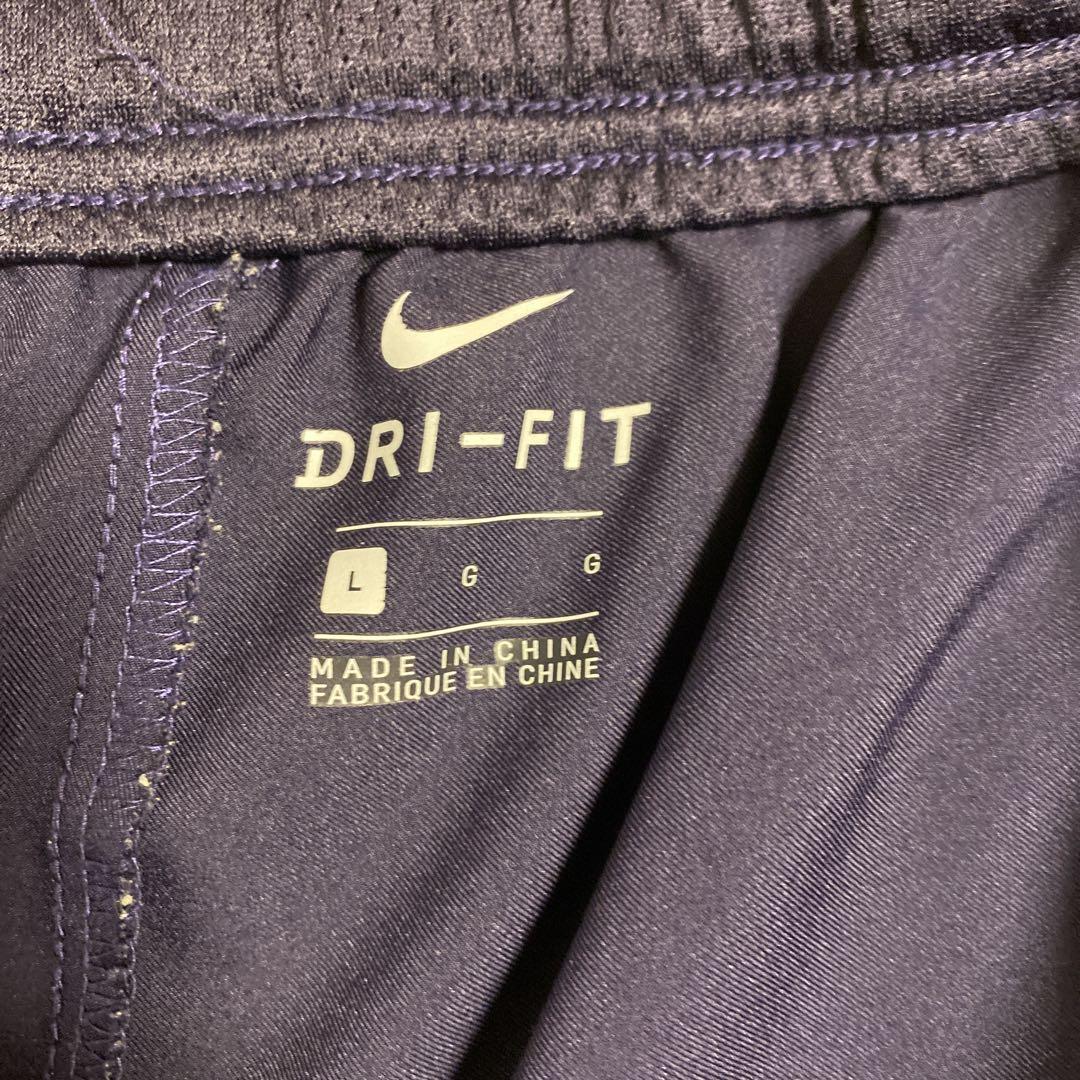 DRI-FIT
L G G
MADE IN CHINA
FABRIQUE EN CHINE